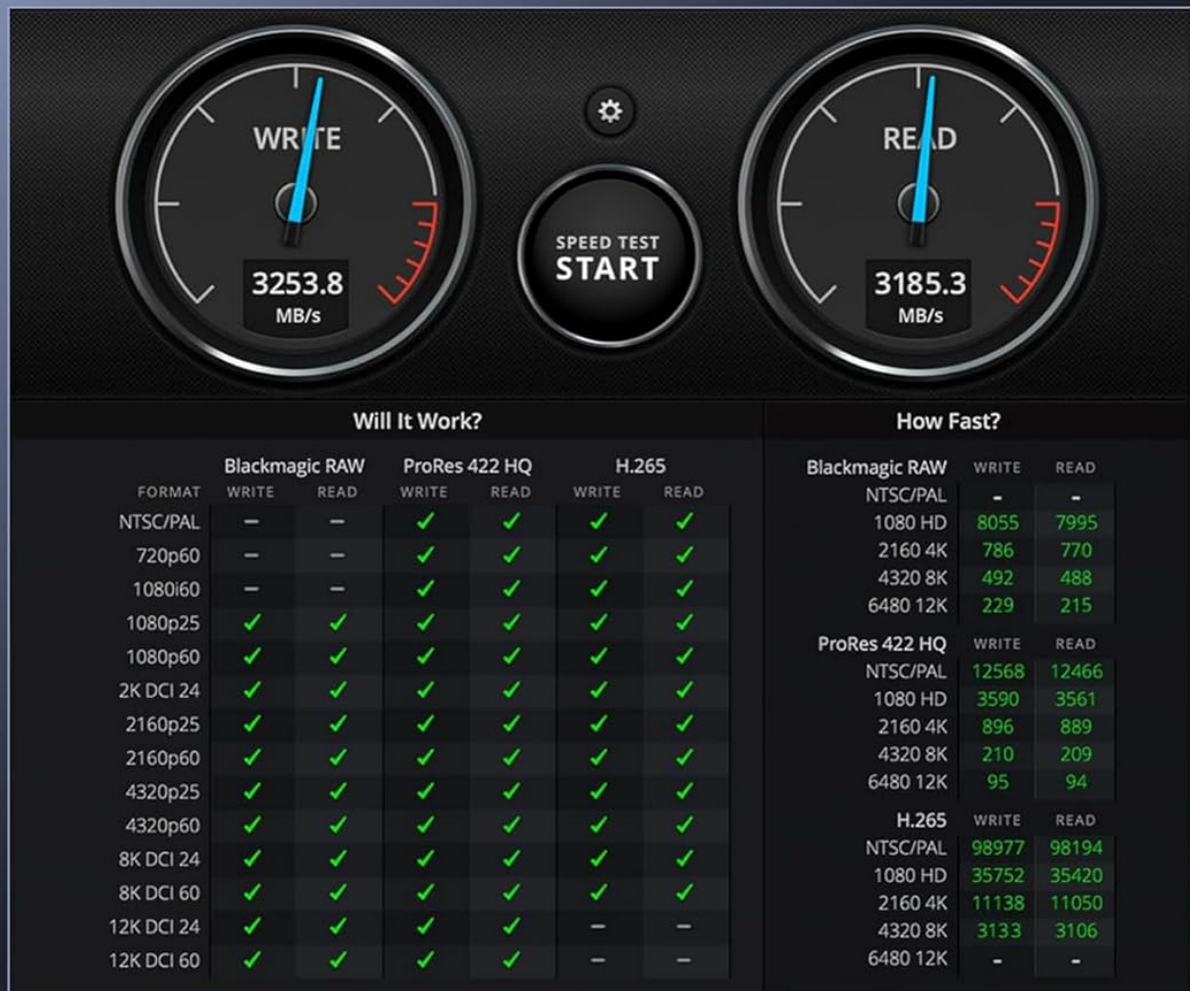 WRITE
3253.8
MB/s
SPEED TEST
START
READ
3185.3
MB/s
Will It Work?
Blackmagic RAW ProRes 422 HQ H.265
FORMAT WRITE READ WRITE READ WRITE READ
NTSC/PAL – – ✓ ✓ ✓ ✓
720p60 – – ✓ ✓ ✓ ✓
1080i60 – – ✓ ✓ ✓ ✓
1080p25 ✓ ✓ ✓ ✓ ✓ ✓
1080p60 ✓ ✓ ✓ ✓ ✓ ✓
2K DCI 24 ✓ ✓ ✓ ✓ ✓ ✓
2160p25 ✓ ✓ ✓ ✓ ✓ ✓
2160p60 ✓ ✓ ✓ ✓ ✓ ✓
4320p25 ✓ ✓ ✓ ✓ ✓ ✓
4320p60 ✓ ✓ ✓ ✓ ✓ ✓
8K DCI 24 ✓ ✓ ✓ ✓ ✓ ✓
8K DCI 60 ✓ ✓ ✓ ✓ ✓ ✓
12K DCI 24 ✓ ✓ ✓ ✓ – –
12K DCI 60 ✓ ✓ ✓ ✓ – –
How Fast?
Blackmagic RAW WRITE READ
NTSC/PAL - -
1080 HD 8055 7995
2160 4K 786 770
4320 8K 492 488
6480 12K 229 215
ProRes 422 HQ WRITE READ
NTSC/PAL 12568 12466
1080 HD 3590 3561
2160 4K 896 889
4320 8K 210 209
6480 12K 95 94
H.265 WRITE READ
NTSC/PAL 98977 98194
1080 HD 35752 35420
2160 4K 11138 11050
4320 8K 3133 3106
6480 12K - -